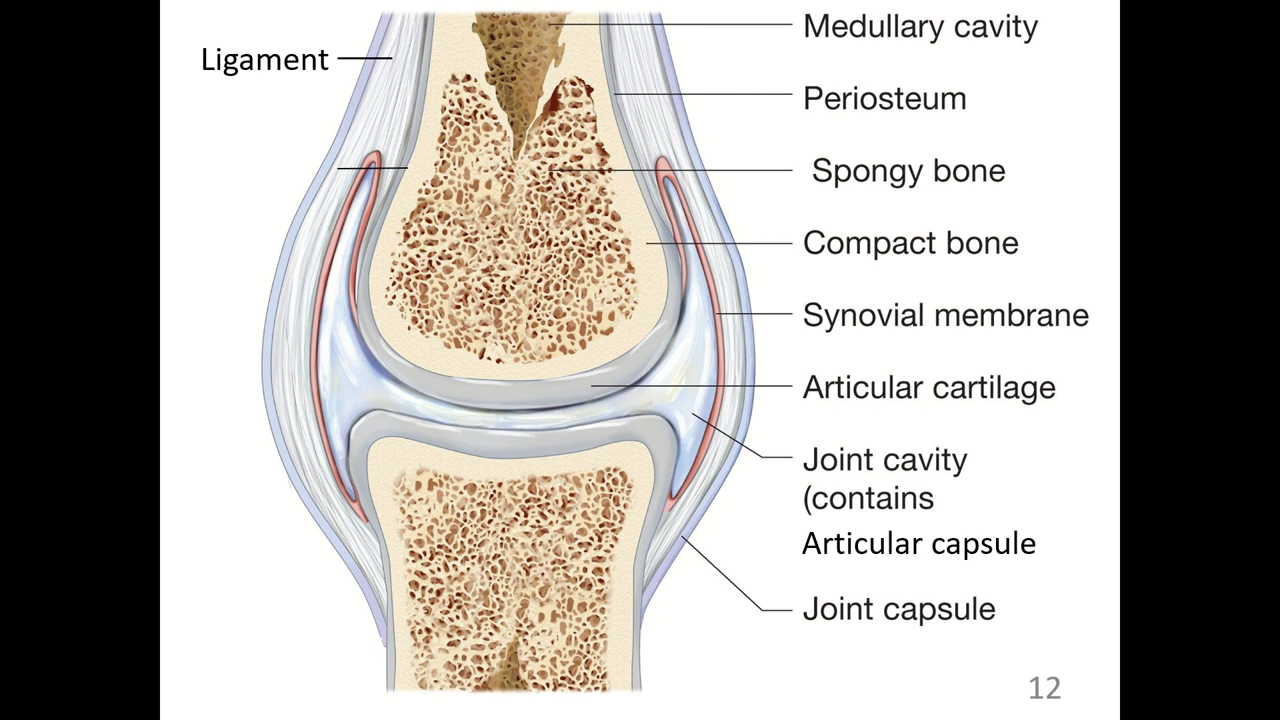 Medullary cavity
Ligament
Periosteum
Spongy bone
Compact bone
Synovial membrane
Articular cartilage
Joint cavity
(contains
Articular capsule
Joint capsule
12